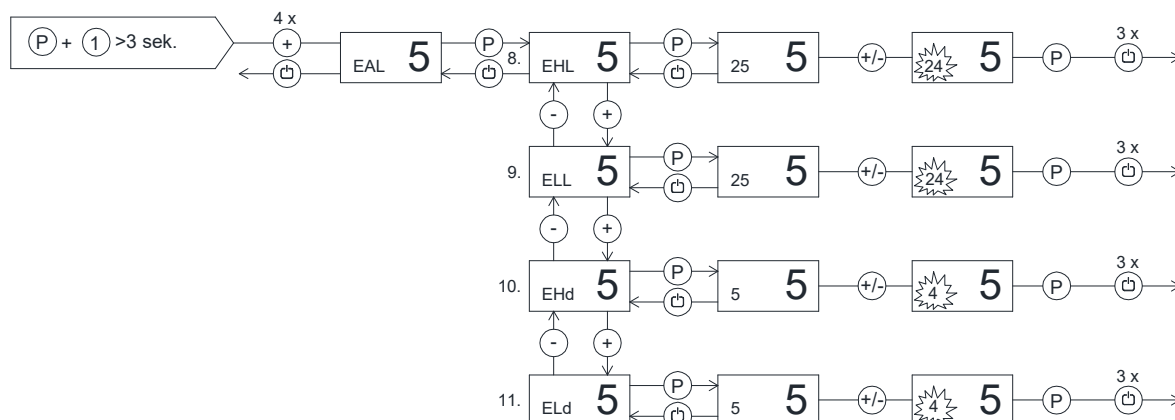 4 x
P + 1 >3 sek.
+
EAL 5
P
8. EHL 5
P
25 5
+/-
24 5
P
3 x
- +
9. ELL 5
P
25 5
+/-
24 5
P
3 x
- +
10. EHd 5
P
5 5
+/-
4 5
P
3 x
- +
11. ELd 5
P
5 5
+/-
4 5
P
3 x